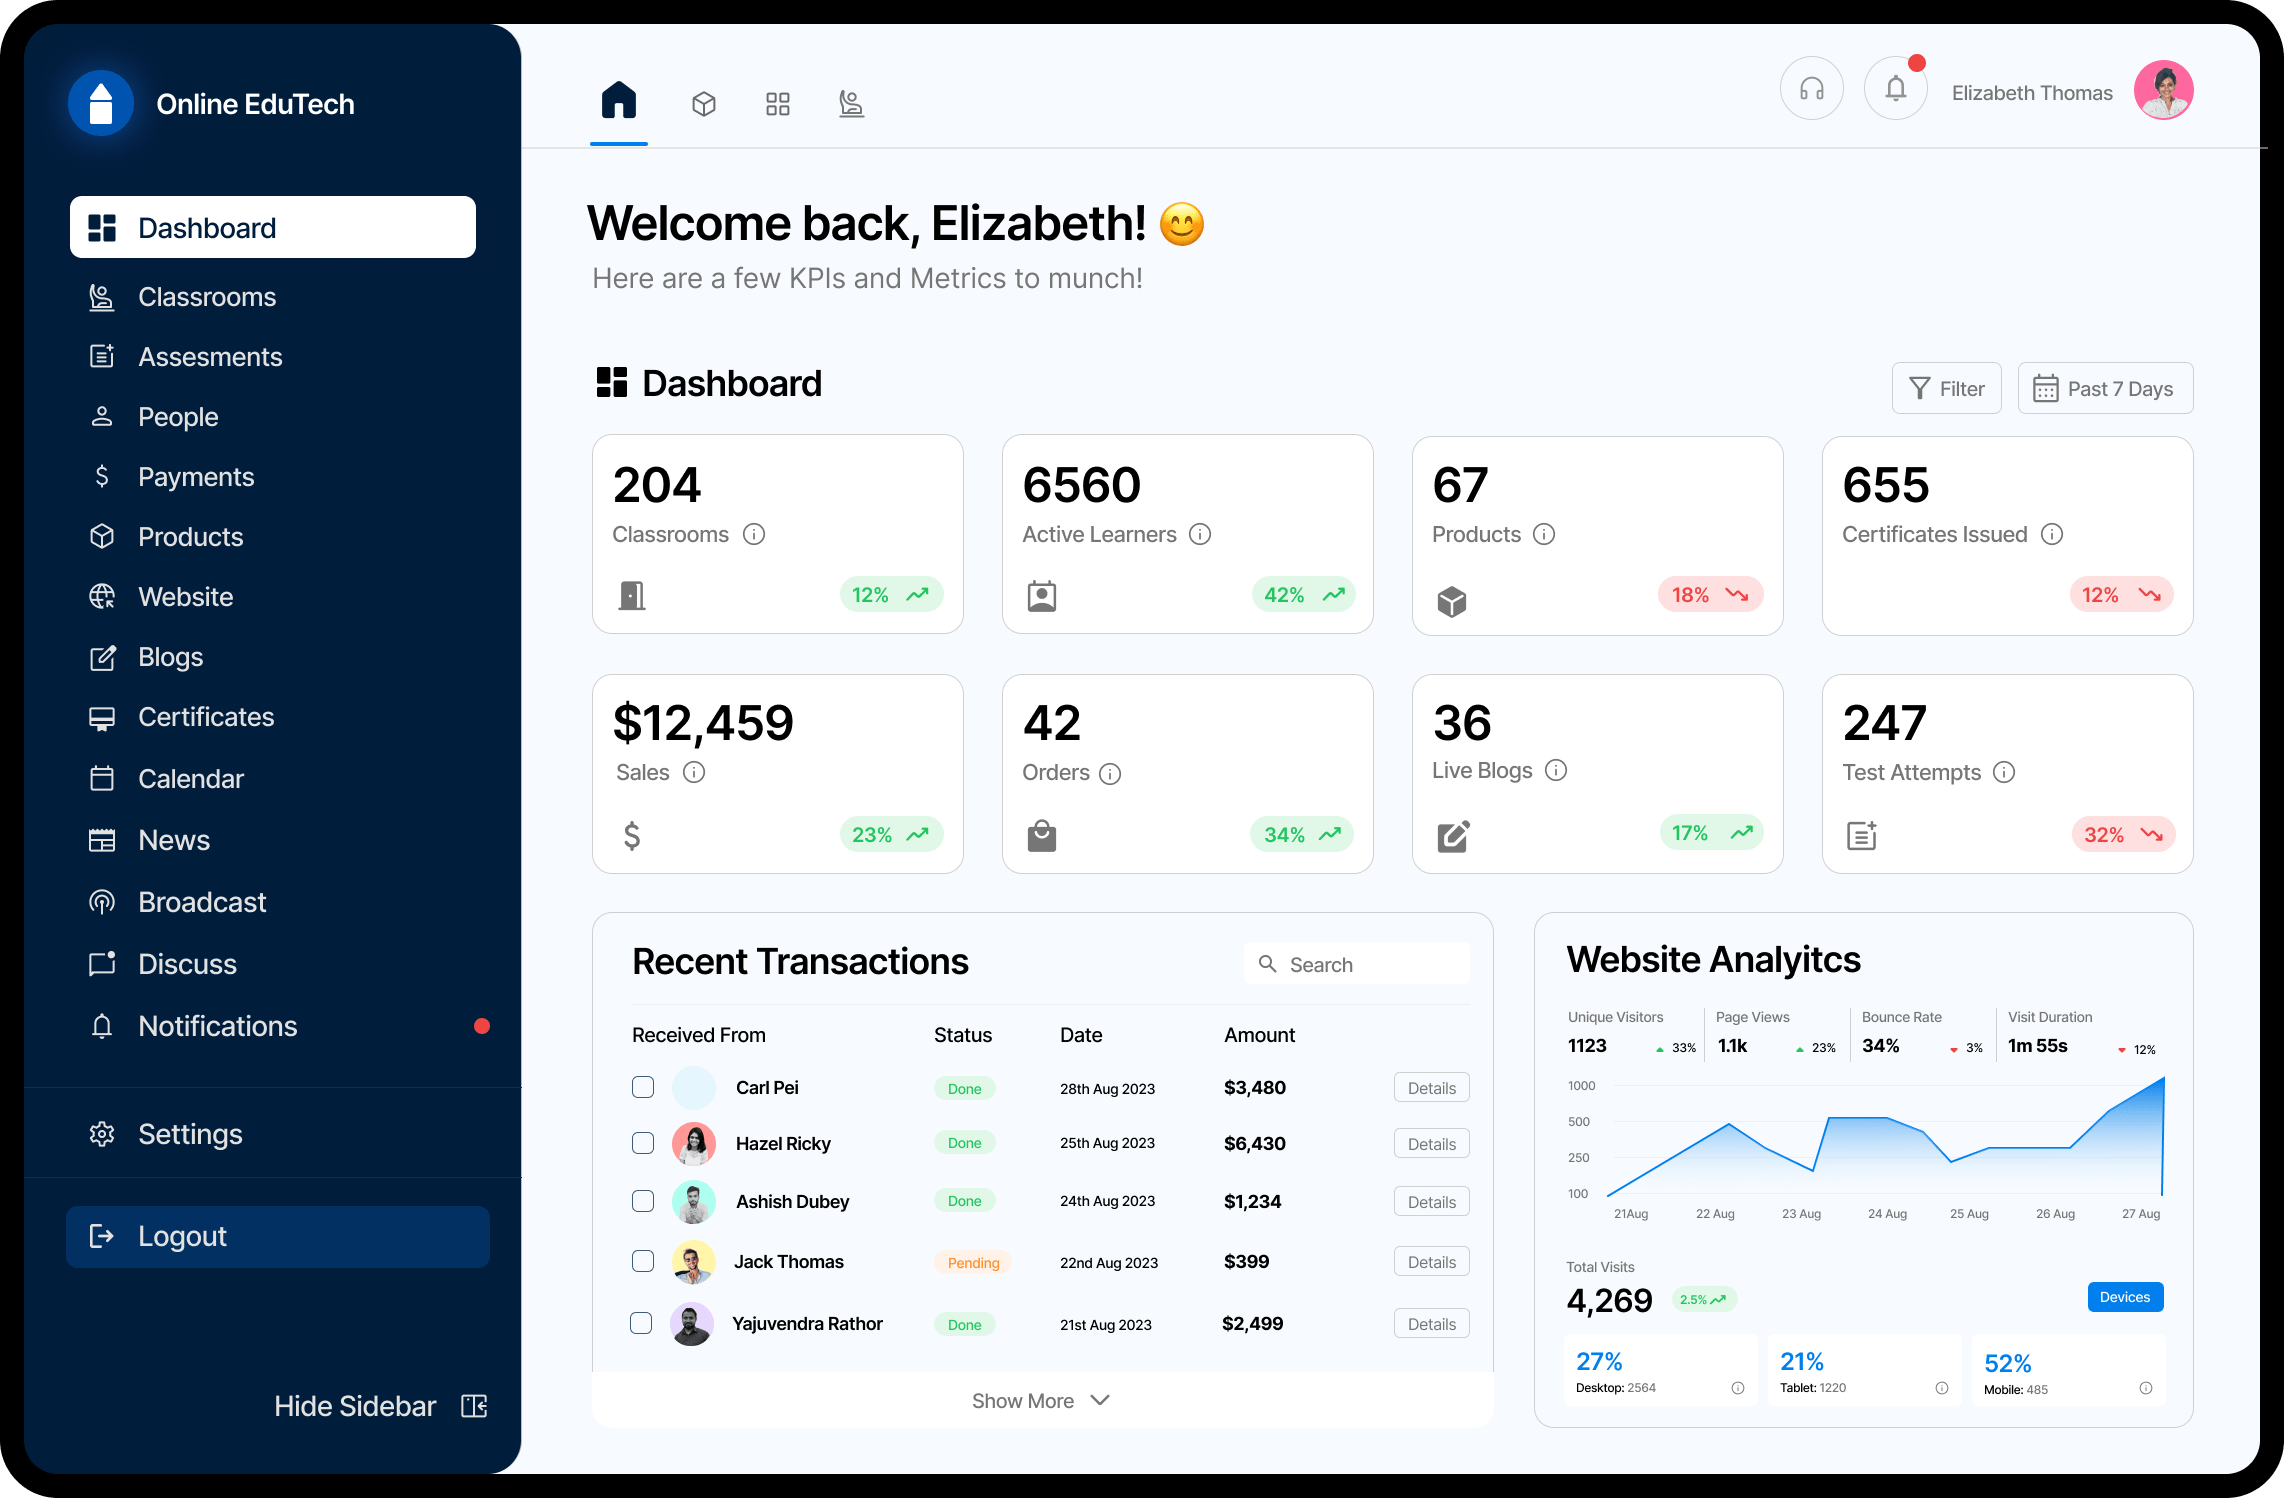 Online EduTech
Dashboard
Classrooms
Assesments
People
Payments
Products
Website
Blogs
Certificates
Calendar
News
Broadcast
Discuss
Notifications
Settings
Logout
Hide Sidebar
Elizabeth Thomas
Welcome back, Elizabeth! 😊
Here are a few KPIs and Metrics to munch!
Dashboard
Filter
Past 7 Days
204
Classrooms
12%
6560
Active Learners
42%
67
Products
18%
655
Certificates Issued
12%
$12,459
Sales
23%
42
Orders
34%
36
Live Blogs
17%
247
Test Attempts
32%
Recent Transactions
Search
Received From Status Date Amount
Carl Pei Done 28th Aug 2023 $3,480 Details
Hazel Ricky Done 25th Aug 2023 $6,430 Details
Ashish Dubey Done 24th Aug 2023 $1,234 Details
Jack Thomas Pending 22nd Aug 2023 $399 Details
Yajuvendra Rathor Done 21st Aug 2023 $2,499 Details
Show More
Website Analyitcs
Unique Visitors Page Views Bounce Rate Visit Duration
1123 33% 1.1k 23% 34% 3% 1m 55s 12%
1000
500
250
100
21Aug 22 Aug 23 Aug 24 Aug 25 Aug 26 Aug 27 Aug
Total Visits
4,269 2.5%
Devices
27%
Desktop: 2564
21%
Tablet: 1220
52%
Mobile: 485